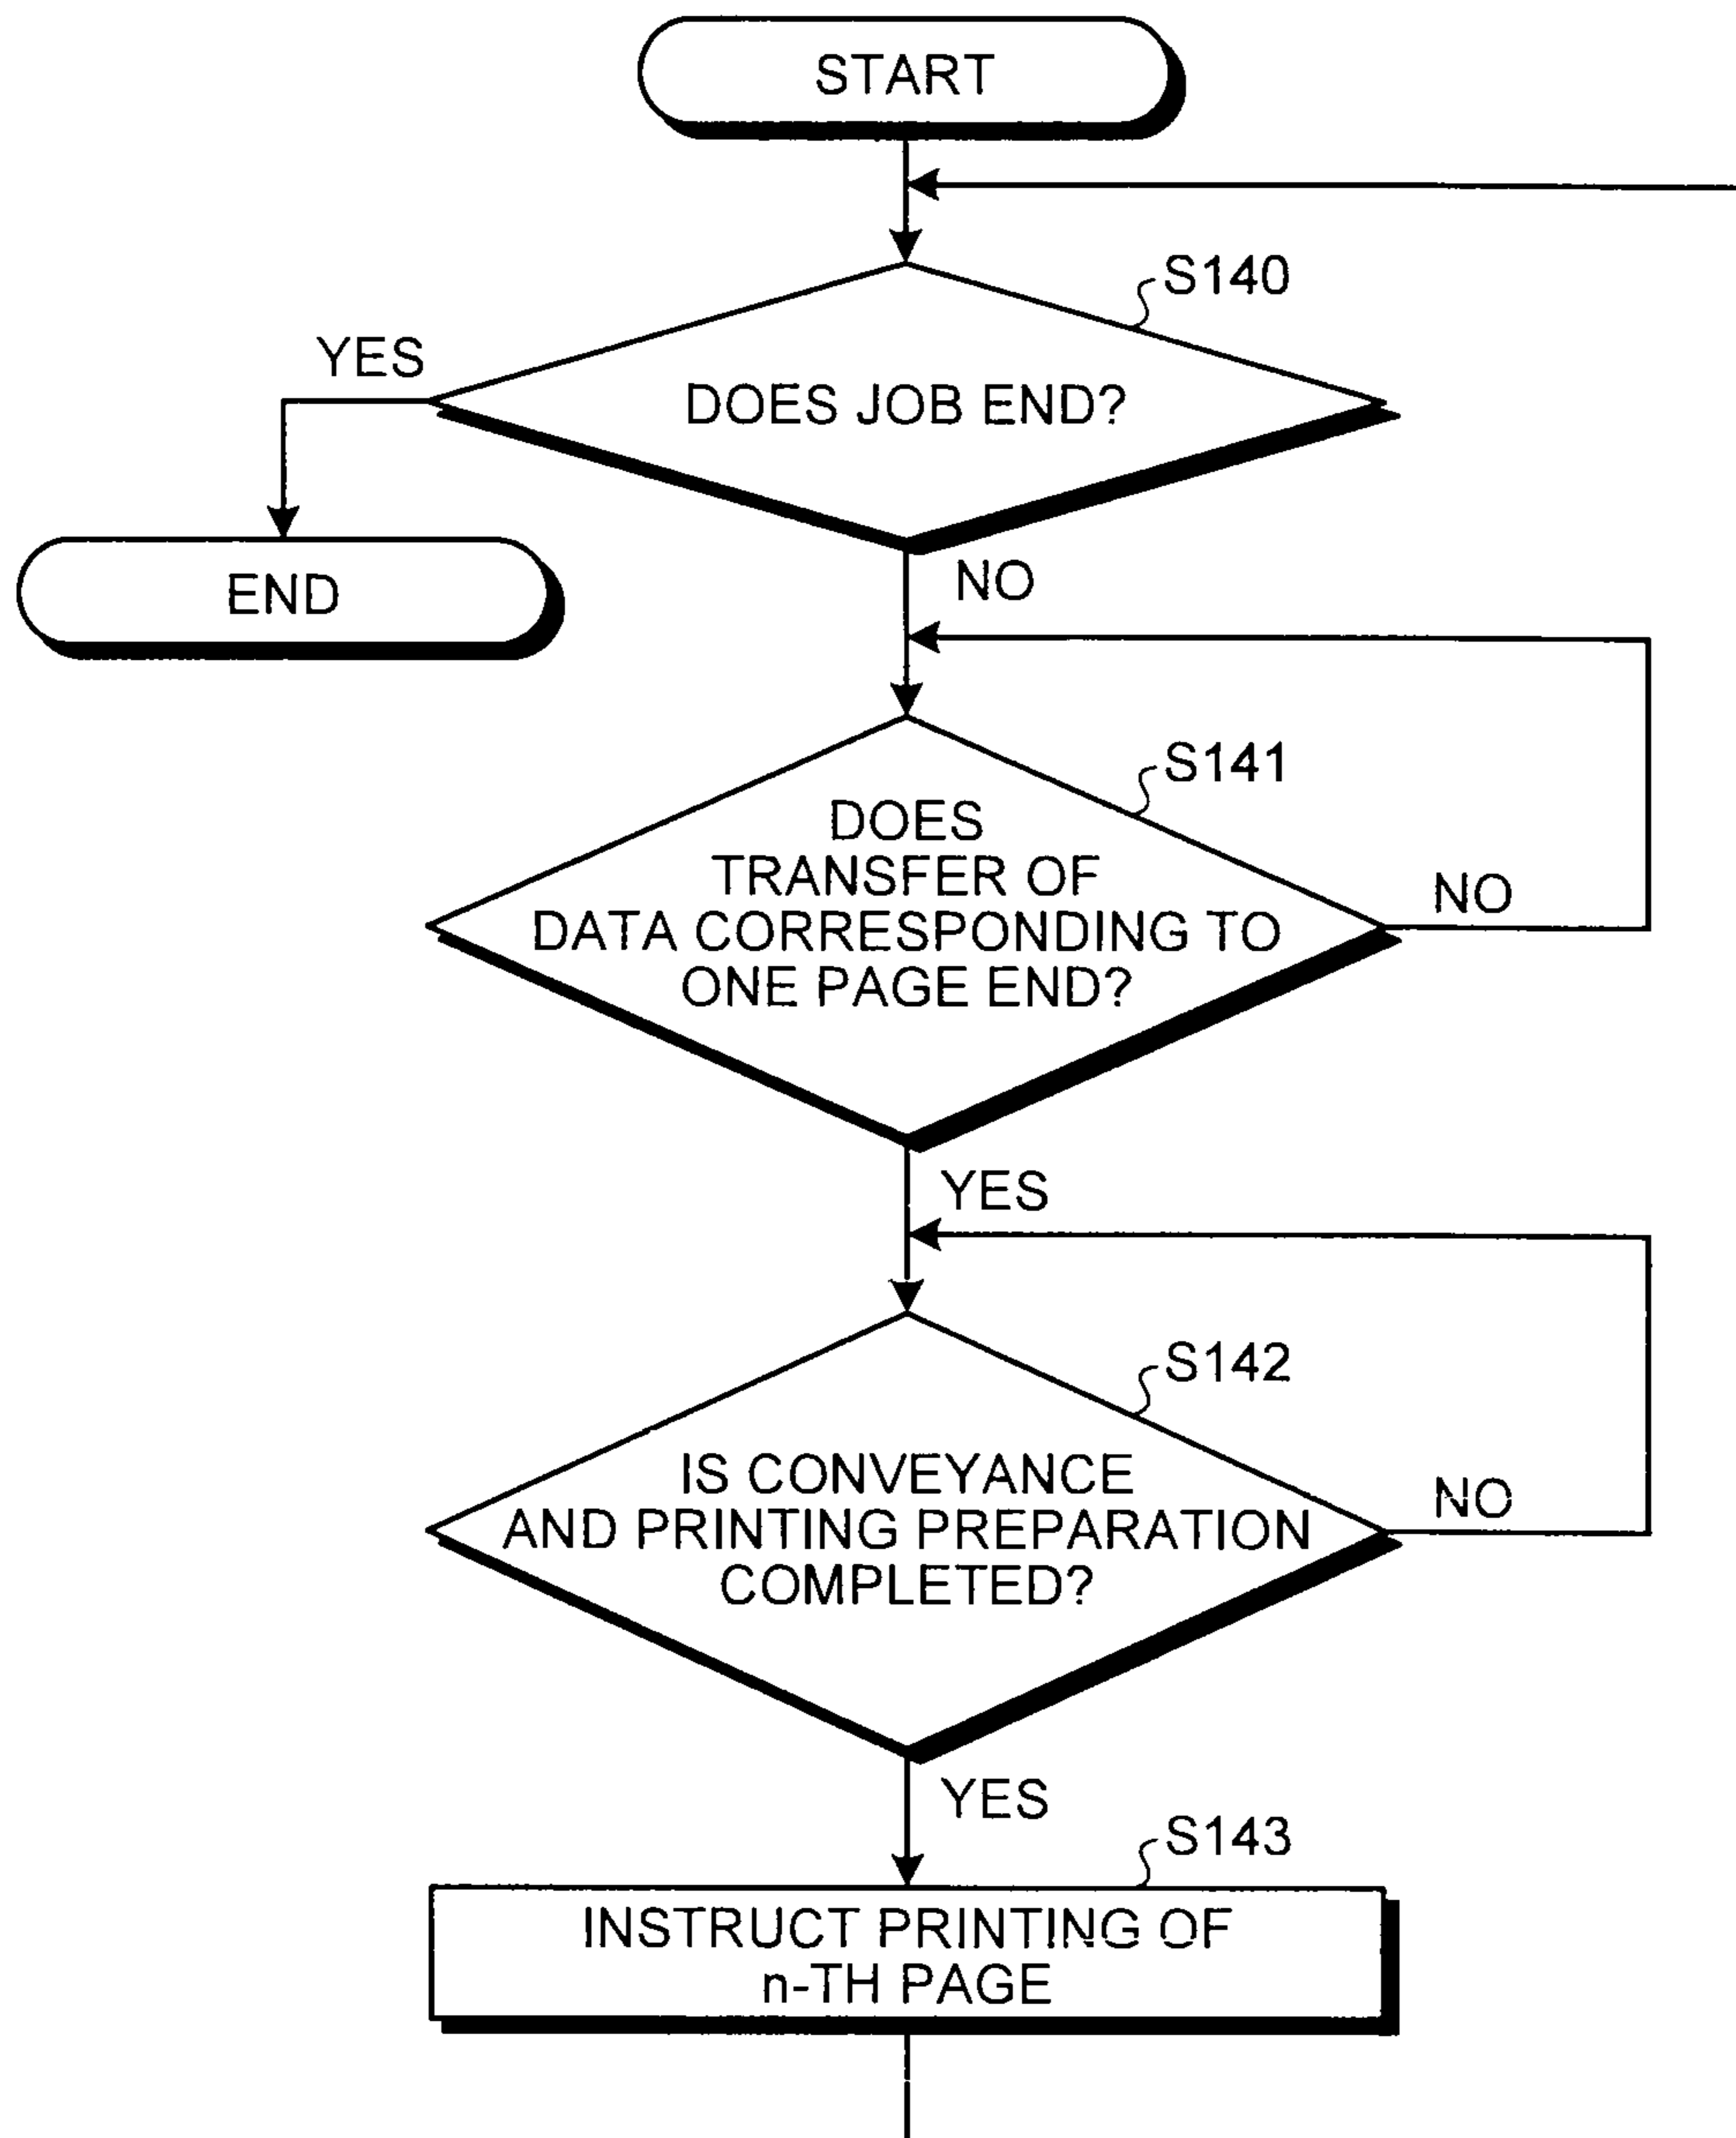 START
S140
YES
DOES JOB END?
END
NO
S141
DOES
TRANSFER OF
DATA CORRESPONDING TO
ONE PAGE END?
NO
YES
S142
IS CONVEYANCE
AND PRINTING PREPARATION
COMPLETED?
NO
YES
S143
INSTRUCT PRINTING OF
n-TH PAGE